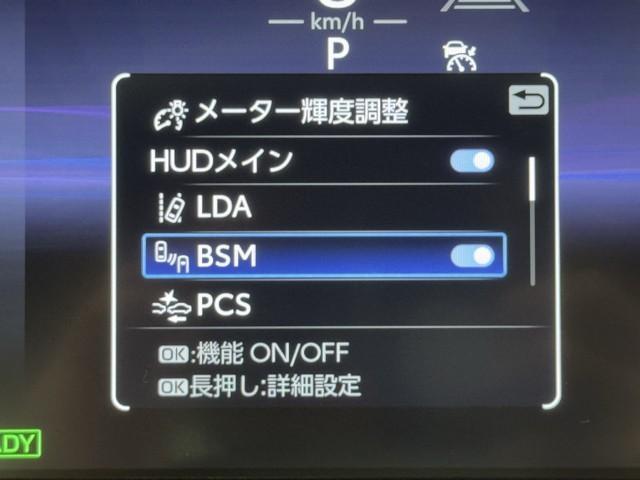 km/h
P
メーター輝度調整
HUDメイン
LDA
BSM
PCS
OK:機能 ON/OFF
OK長押し:詳細設定
ADY